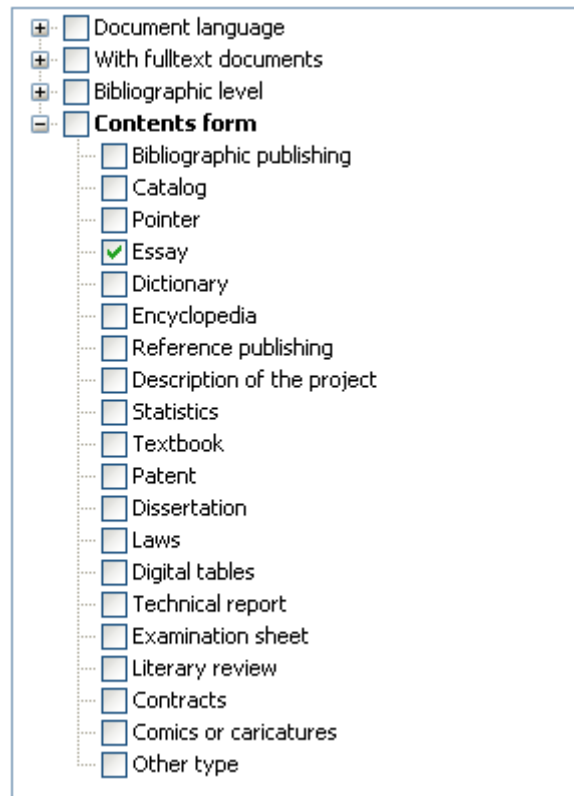 Document language
With fulltext documents
Bibliographic level
Contents form
Bibliographic publishing
Catalog
Pointer
Essay
Dictionary
Encyclopedia
Reference publishing
Description of the project
Statistics
Textbook
Patent
Dissertation
Laws
Digital tables
Technical report
Examination sheet
Literary review
Contracts
Comics or caricatures
Other type